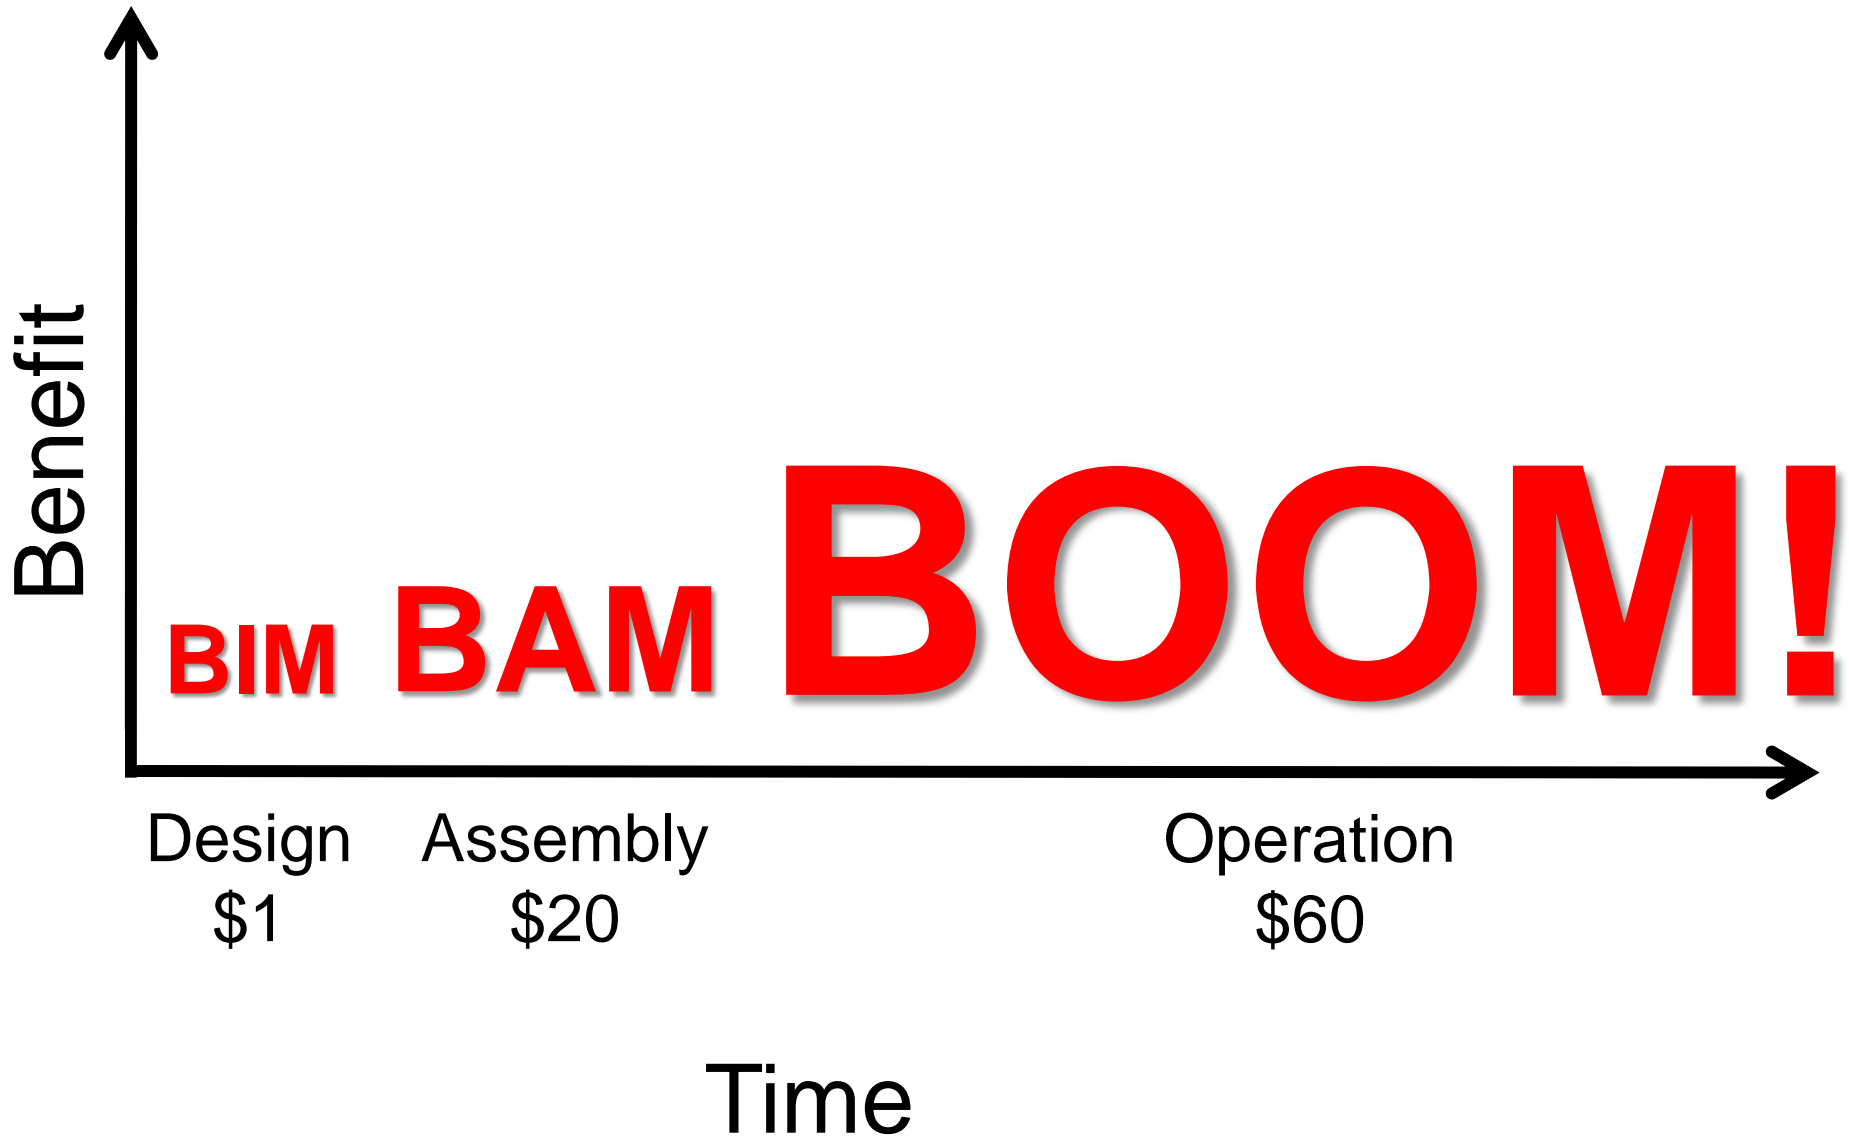 Benefit
BIM BAM BOOM!
Design Assembly Operation
$1 $20 $60
Time